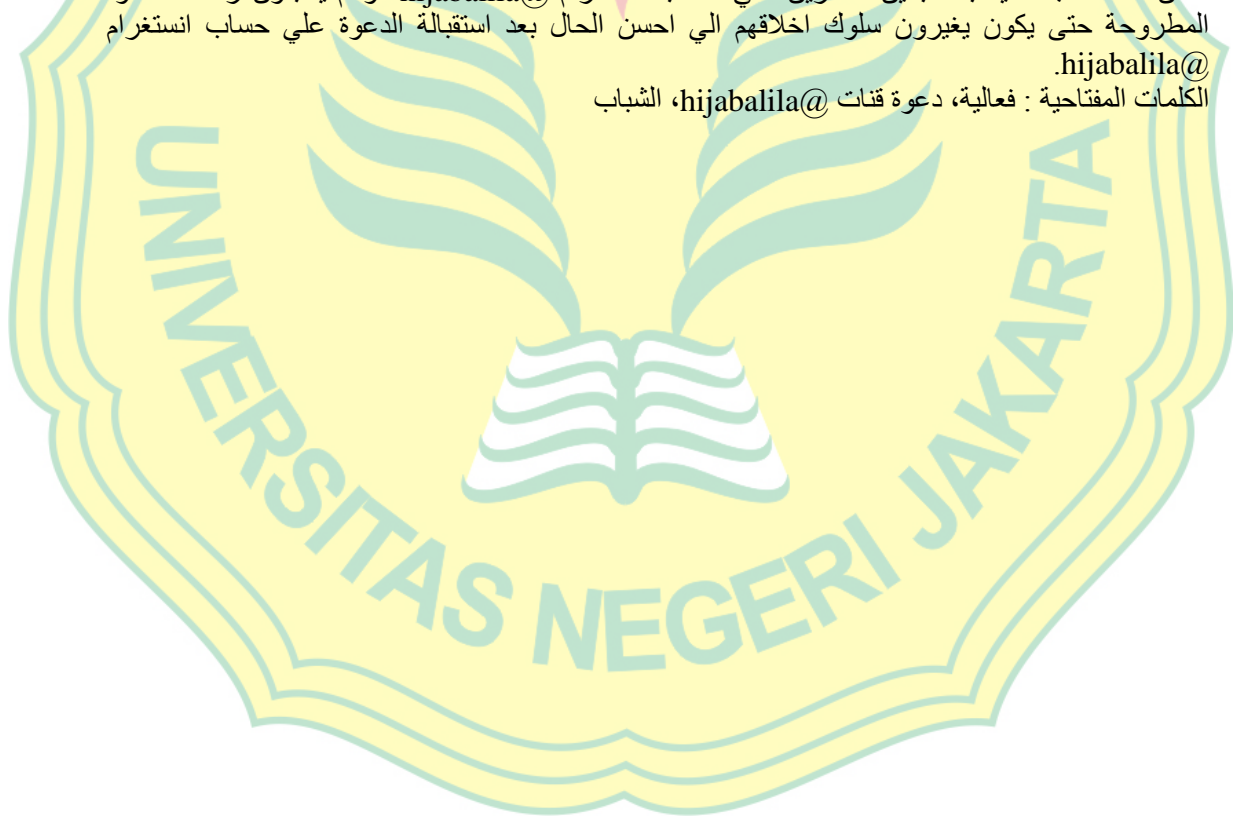 @hijabalila
المطروحة حتى يكون يغيرون سلوك اخلاقهم الي احسن الحال بعد استقبالة الدعوة علي حساب انستغرام
@hijabalila.
الكلمات المفتاحية : فعالية، دعوة قنات @hijabalila، الشباب
UNIVERSITAS NEGERI JAKARTA